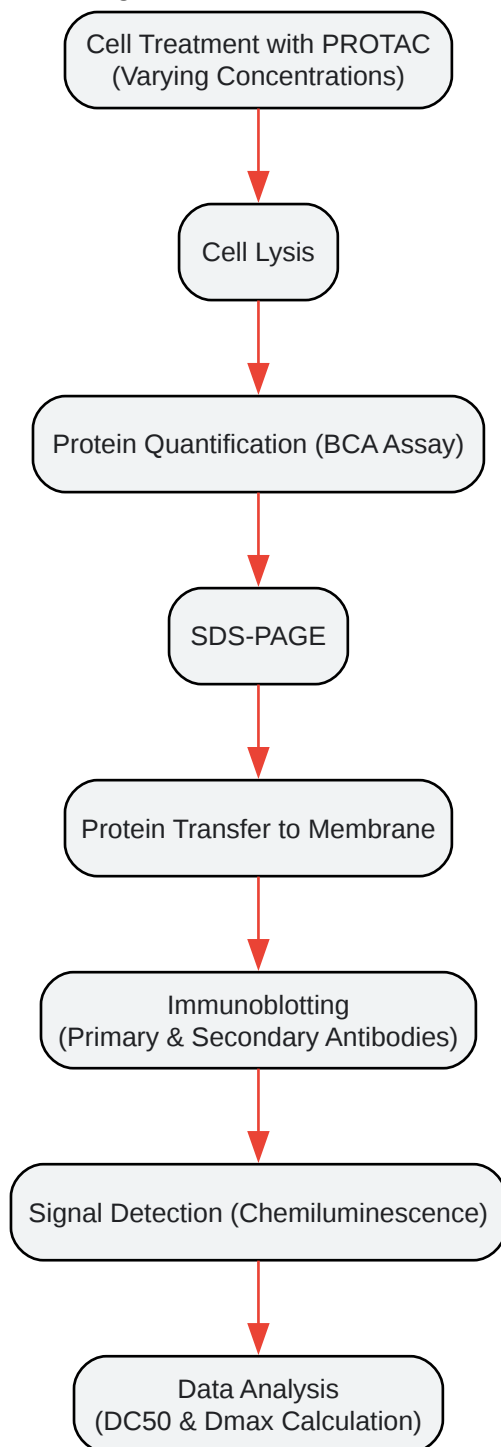 Cell Treatment with PROTAC
(Varying Concentrations)
Cell Lysis
Protein Quantification (BCA Assay)
SDS-PAGE
Protein Transfer to Membrane
Immunoblotting
(Primary & Secondary Antibodies)
Signal Detection (Chemiluminescence)
Data Analysis
(DC50 & Dmax Calculation)